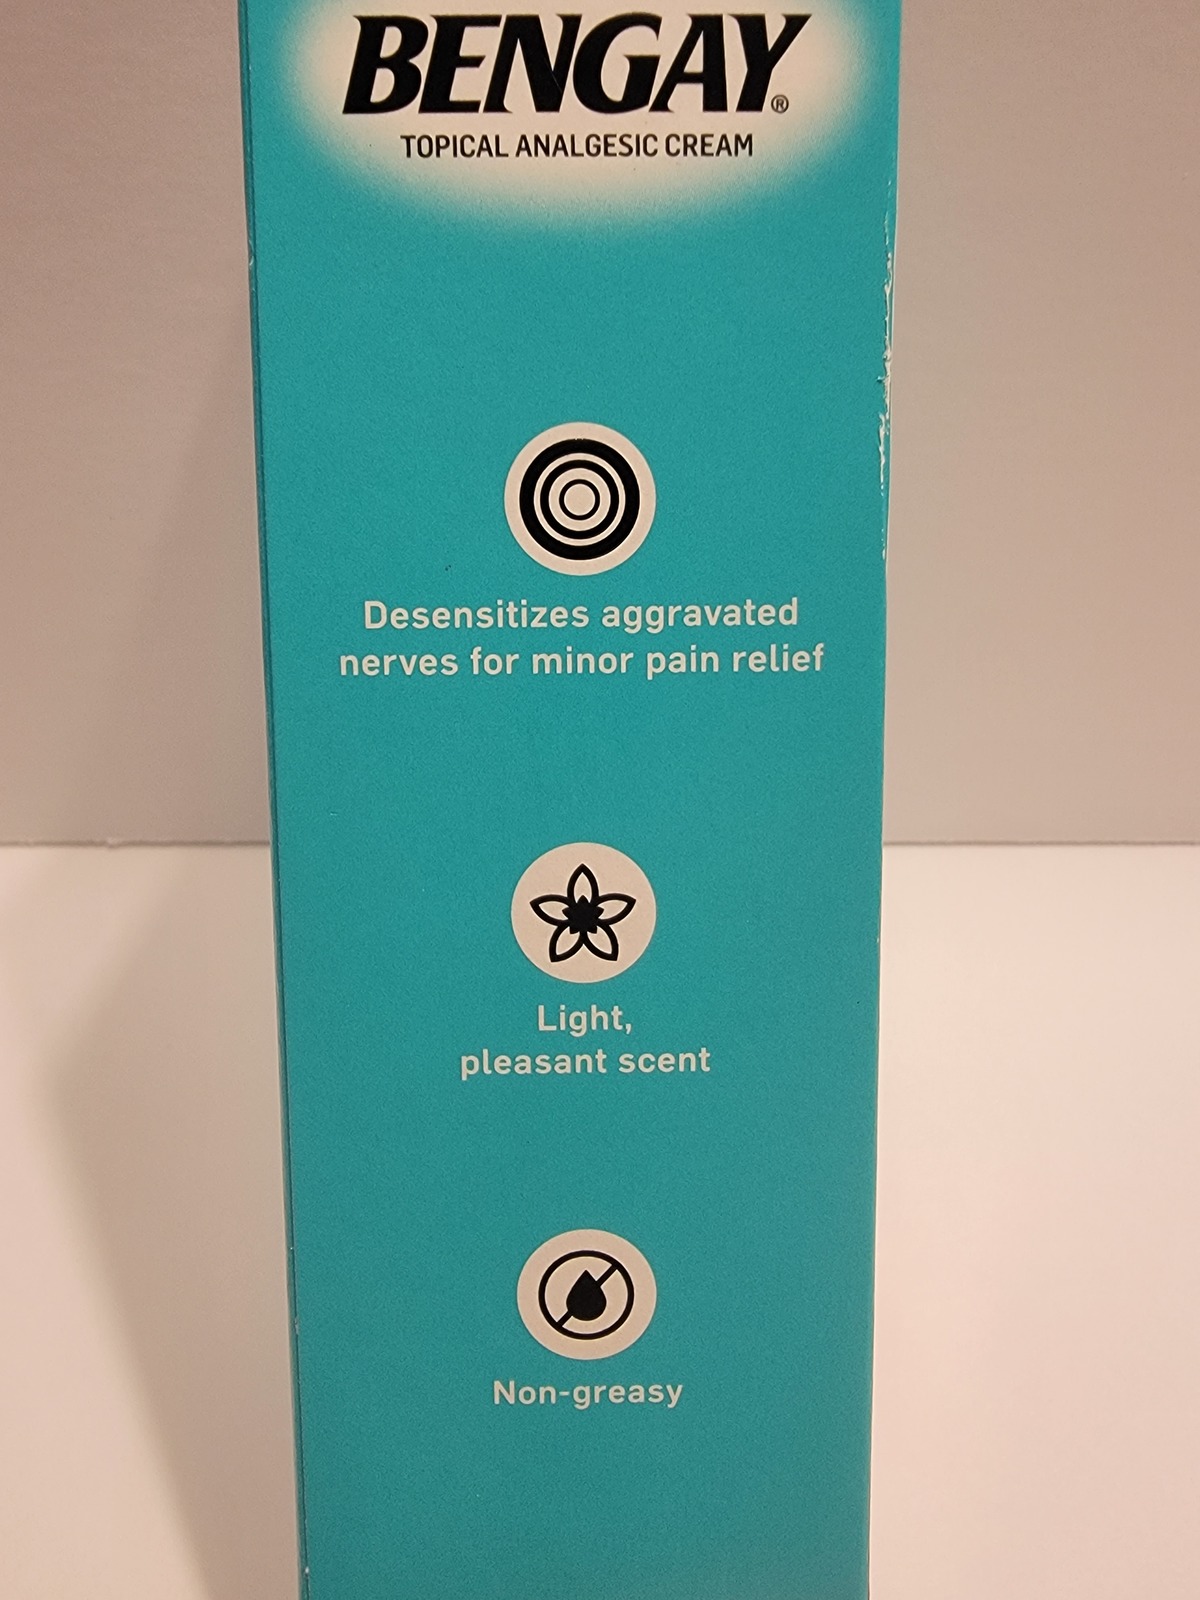 BENGAY®
TOPICAL ANALGESIC CREAM
Desensitizes aggravated
nerves for minor pain relief
Light,
pleasant scent
Non-greasy